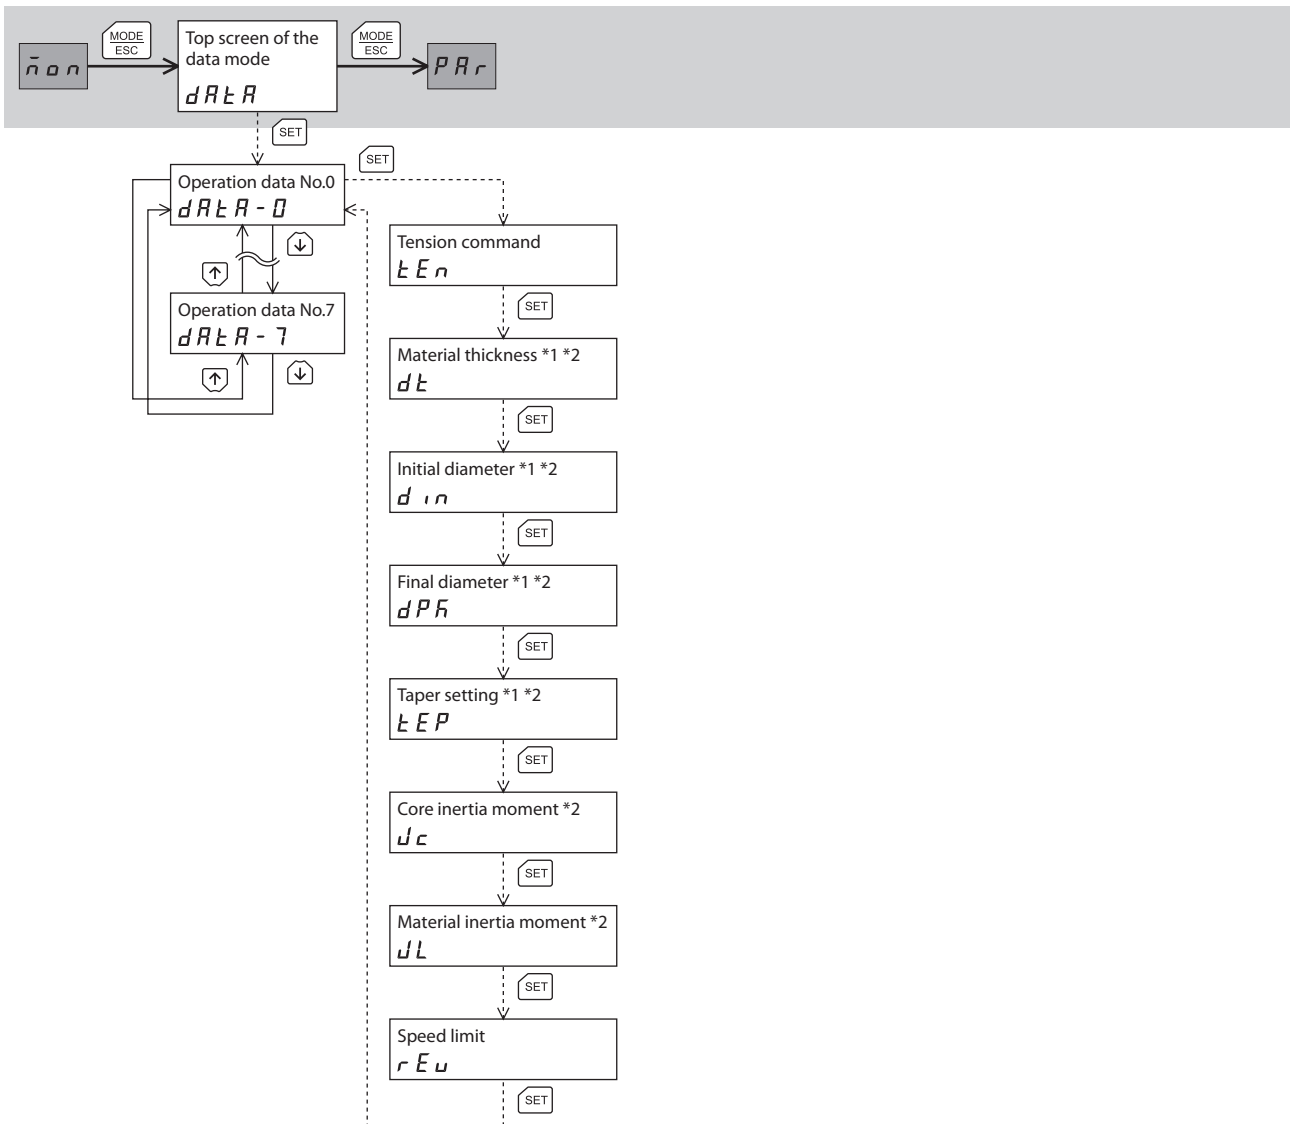 MODE
ESC
Top screen of the
data mode
MODE
ESC
mon
dAtA
PAr
SET
SET
Operation data No.0
dAtA-0
Tension command
tEn
SET
Operation data No.7
dAtA-7
Material thickness *1 *2
dt
SET
Initial diameter *1 *2
din
SET
Final diameter *1 *2
dPh
SET
Taper setting *1 *2
tEP
SET
Core inertia moment *2
Jc
SET
Material inertia moment *2
JL
SET
Speed limit
rEv
SET